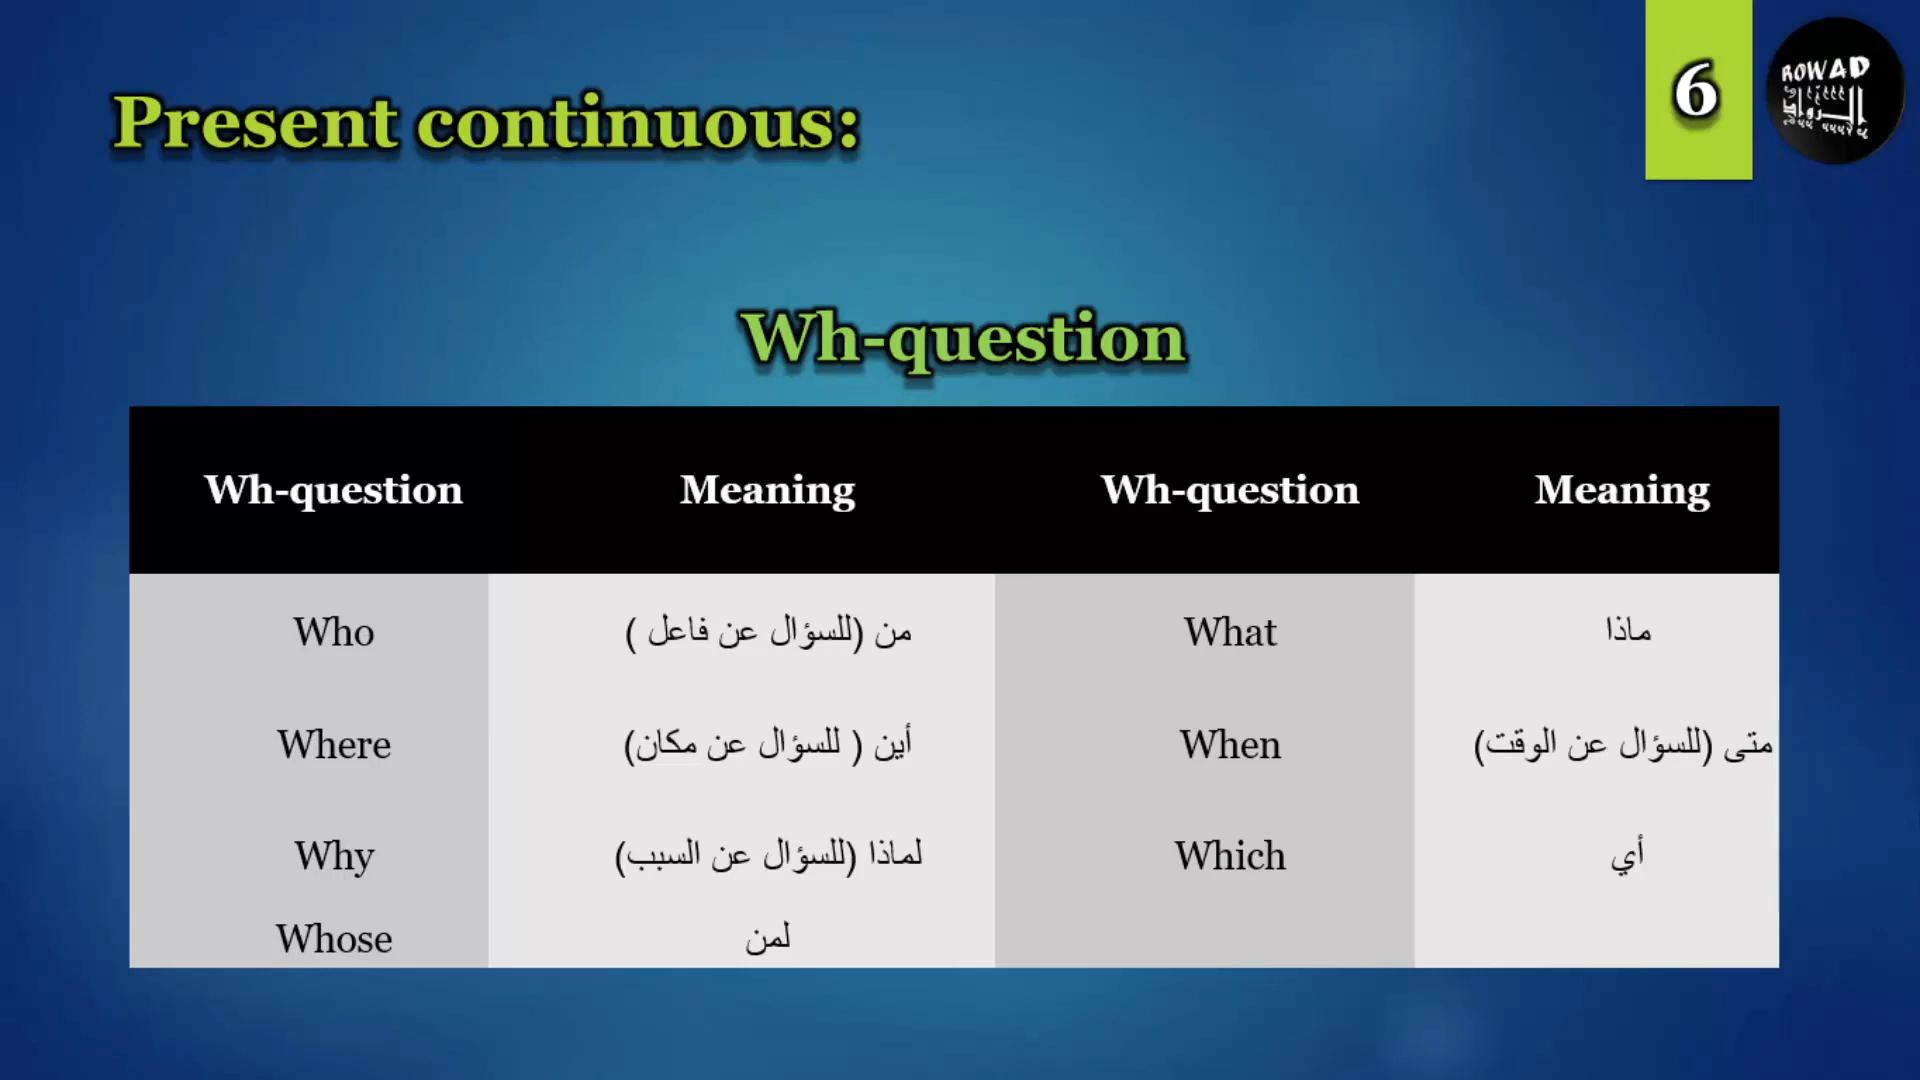 6
ROWAD
الرواد
Present continuous:
Wh-question
Wh-question Meaning Wh-question Meaning
Who من (للسؤال عن فاعل ) What ماذا
Where أين ( للسؤال عن مكان) When متى (للسؤال عن الوقت)
Why لماذا (للسؤال عن السبب) Which أي
Whose لمن